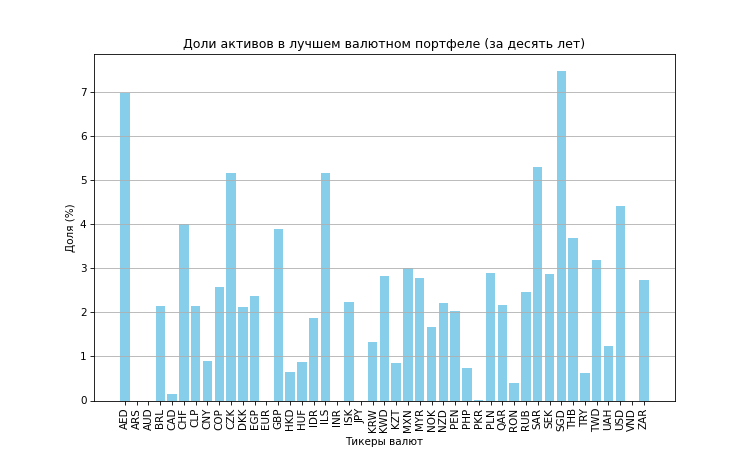 Доли активов в лучшем валютном портфеле (за десять лет)
Доля (%)
7
6
5
4
3
2
1
0
AED
ARS
AUD
BRL
CAD
CHF
CLP
CNY
COP
CZK
DKK
EGP
EUR
GBP
HKD
HUF
IDR
ILS
INR
ISK
JPY
KRW
KWD
KZT
MXN
MYR
NOK
NZD
PEN
PHP
PKR
PLN
QAR
RON
RUB
SAR
SEK
SGD
THB
TRY
TWD
UAH
USD
VND
ZAR
Тикеры валют